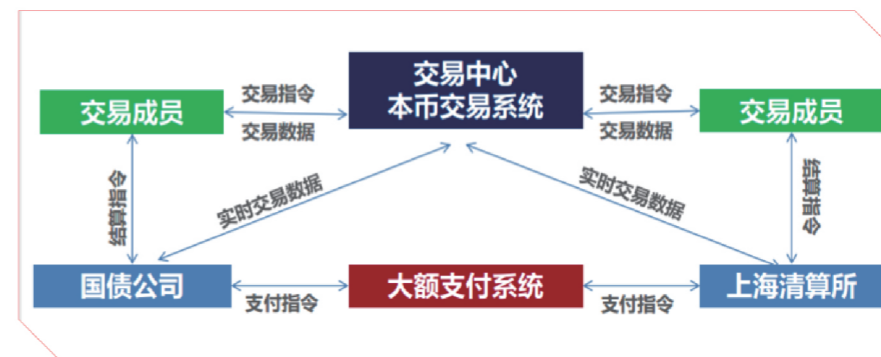 交易中心
本币交易系统
交易成员
交易指令
交易数据
交易指令
交易数据
交易成员
结算指令
实时交易数据
实时交易数据
结算指令
国债公司
支付指令
大额支付系统
支付指令
上海清算所